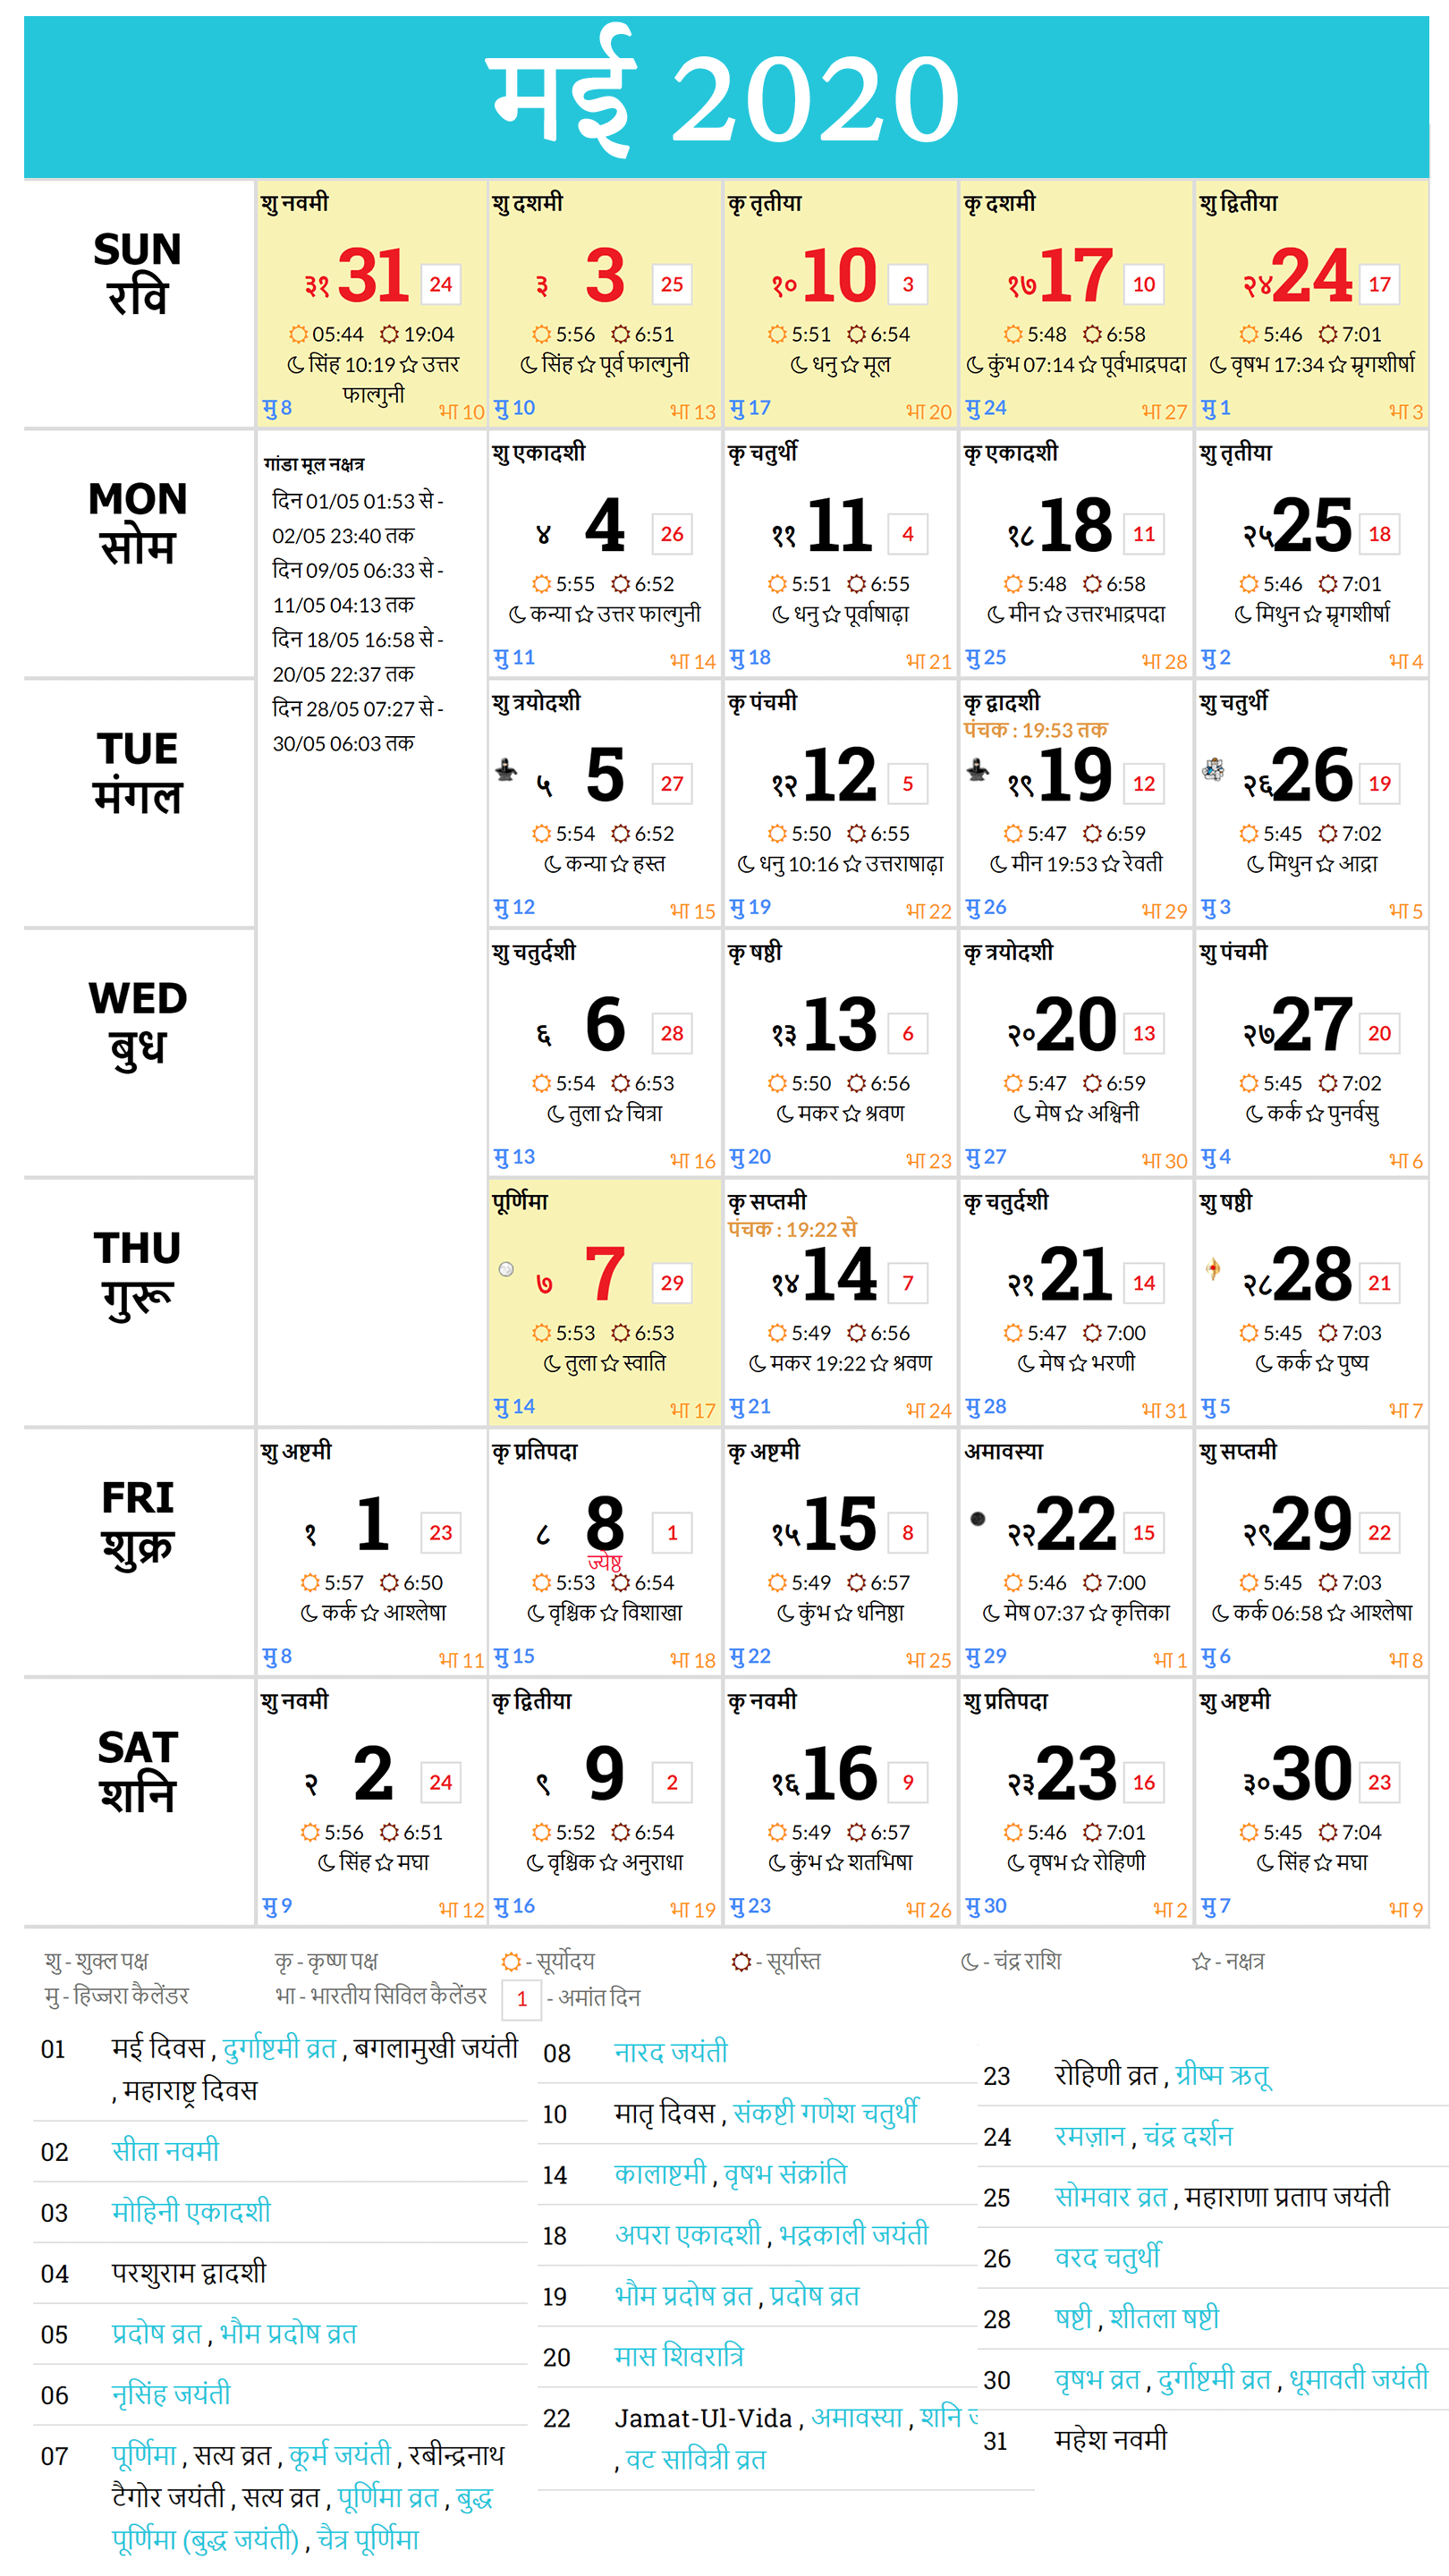 मई 2020
SUN
रवि
शु नवमी
३१ 31 24
05:44 19:04
सिंह 10:19 उत्तर
फाल्गुनी
मु 8 भा 10
शु दशमी
३ 3 25
5:56 6:51
सिंह पूर्व फाल्गुनी
मु 10 भा 13
कृ तृतीया
१० 10 3
5:51 6:54
धनु मूल
मु 17 भा 20
कृ दशमी
१७ 17 10
5:48 6:58
कुंभ 07:14 पूर्वभाद्रपदा
मु 24 भा 27
शु द्वितीया
२४ 24 17
5:46 7:01
वृषभ 17:34 म्रृगशीर्षा
मु 1 भा 3
MON
सोम
गांडा मूल नक्षत्र
दिन 01/05 01:53 से -
02/05 23:40 तक
दिन 09/05 06:33 से -
11/05 04:13 तक
दिन 18/05 16:58 से -
20/05 22:37 तक
दिन 28/05 07:27 से -
30/05 06:03 तक
शु एकादशी
४ 4 26
5:55 6:52
कन्या उत्तर फाल्गुनी
मु 11 भा 14
कृ चतुर्थी
११ 11 4
5:51 6:55
धनु पूर्वाषाढ़ा
मु 18 भा 21
कृ एकादशी
१८ 18 11
5:48 6:58
मीन उत्तरभाद्रपदा
मु 25 भा 28
शु तृतीया
२५ 25 18
5:46 7:01
मिथुन म्रृगशीर्षा
मु 2 भा 4
TUE
मंगल
शु त्रयोदशी
५ 5 27
5:54 6:52
कन्या हस्त
मु 12 भा 15
कृ पंचमी
१२ 12 5
5:50 6:55
धनु 10:16 उत्तराषाढ़ा
मु 19 भा 22
कृ द्वादशी
पंचक : 19:53 तक
१९ 19 12
5:47 6:59
मीन 19:53 रेवती
मु 26 भा 29
शु चतुर्थी
२६ 26 19
5:45 7:02
मिथुन आद्रा
मु 3 भा 5
WED
बुध
शु चतुर्दशी
६ 6 28
5:54 6:53
तुला चित्रा
मु 13 भा 16
कृ षष्ठी
१३ 13 6
5:50 6:56
मकर श्रवण
मु 20 भा 23
कृ त्रयोदशी
२० 20 13
5:47 6:59
मेष अश्विनी
मु 27 भा 30
शु पंचमी
२७ 27 20
5:45 7:02
कर्क पुनर्वसु
मु 4 भा 6
THU
गुरू
पूर्णिमा
७ 7 29
5:53 6:53
तुला स्वाति
मु 14 भा 17
कृ सप्तमी
पंचक : 19:22 से
१४ 14 7
5:49 6:56
मकर 19:22 श्रवण
मु 21 भा 24
कृ चतुर्दशी
२१ 21 14
5:47 7:00
मेष भरणी
मु 28 भा 31
शु षष्ठी
२८ 28 21
5:45 7:03
कर्क पुष्य
मु 5 भा 7
FRI
शुक्र
शु अष्टमी
१ 1 23
5:57 6:50
कर्क आश्लेषा
मु 8 भा 11
कृ प्रतिपदा
८ 8 1
ज्येष्ठ
5:53 6:54
वृश्चिक विशाखा
मु 15 भा 18
कृ अष्टमी
१५ 15 8
5:49 6:57
कुंभ धनिष्ठा
मु 22 भा 25
अमावस्या
२२ 22 15
5:46 7:00
मेष 07:37 कृत्तिका
मु 29 भा 1
शु सप्तमी
२९ 29 22
5:45 7:03
कर्क 06:58 आश्लेषा
मु 6 भा 8
SAT
शनि
शु नवमी
२ 2 24
5:56 6:51
सिंह मघा
मु 9 भा 12
कृ द्वितीया
९ 9 2
5:52 6:54
वृश्चिक अनुराधा
मु 16 भा 19
कृ नवमी
१६ 16 9
5:49 6:57
कुंभ शतभिषा
मु 23 भा 26
शु प्रतिपदा
२३ 23 16
5:46 7:01
वृषभ रोहिणी
मु 30 भा 2
शु अष्टमी
३० 30 23
5:45 7:04
सिंह मघा
मु 7 भा 9
शु - शुक्ल पक्ष कृ - कृष्ण पक्ष - सूर्योदय - सूर्यास्त - चंद्र राशि - नक्षत्र
मु - हिज्जरा कैलेंडर भा - भारतीय सिविल कैलेंडर 1 - अमांत दिन
01 मई दिवस , दुर्गाष्टमी व्रत , बगलामुखी जयंती
, महाराष्ट्र दिवस
02 सीता नवमी
03 मोहिनी एकादशी
04 परशुराम द्वादशी
05 प्रदोष व्रत , भौम प्रदोष व्रत
06 नृसिंह जयंती
07 पूर्णिमा , सत्य व्रत , कूर्म जयंती , रबीन्द्रनाथ
टैगोर जयंती , सत्य व्रत , पूर्णिमा व्रत , बुद्ध
पूर्णिमा (बुद्ध जयंती) , चैत्र पूर्णिमा
08 नारद जयंती
10 मातृ दिवस , संकष्टी गणेश चतुर्थी
14 कालाष्टमी , वृषभ संक्रांति
18 अपरा एकादशी , भद्रकाली जयंती
19 भौम प्रदोष व्रत , प्रदोष व्रत
20 मास शिवरात्रि
22 Jamat-Ul-Vida , अमावस्या , शनि
, वट सावित्री व्रत
23 रोहिणी व्रत , ग्रीष्म ऋतू
24 रमज़ान , चंद्र दर्शन
25 सोमवार व्रत , महाराणा प्रताप जयंती
26 वरद चतुर्थी
28 षष्टी , शीतला षष्टी
30 वृषभ व्रत , दुर्गाष्टमी व्रत , धूमावती जयंती
31 महेश नवमी